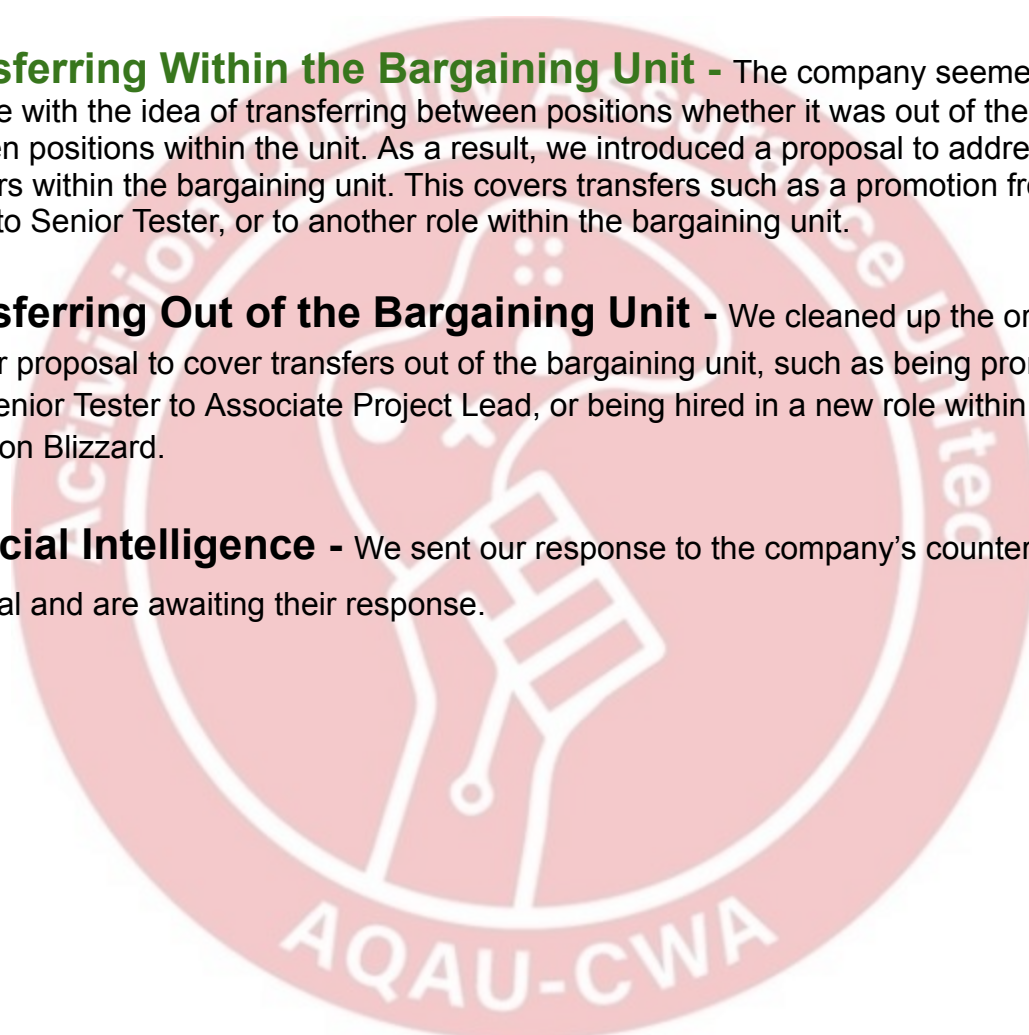 sferring Within the Bargaining Unit - The company seeme
e with the idea of transferring between positions whether it was out of the
en positions within the unit. As a result, we introduced a proposal to addre
rs within the bargaining unit. This covers transfers such as a promotion fr
to Senior Tester, or to another role within the bargaining unit.
sferring Out of the Bargaining Unit - We cleaned up the or
r proposal to cover transfers out of the bargaining unit, such as being pro
enior Tester to Associate Project Lead, or being hired in a new role within
on Blizzard.
cial Intelligence - We sent our response to the company's counter
al and are awaiting their response.
Activision Quality Assurance United
AQAU-CWA